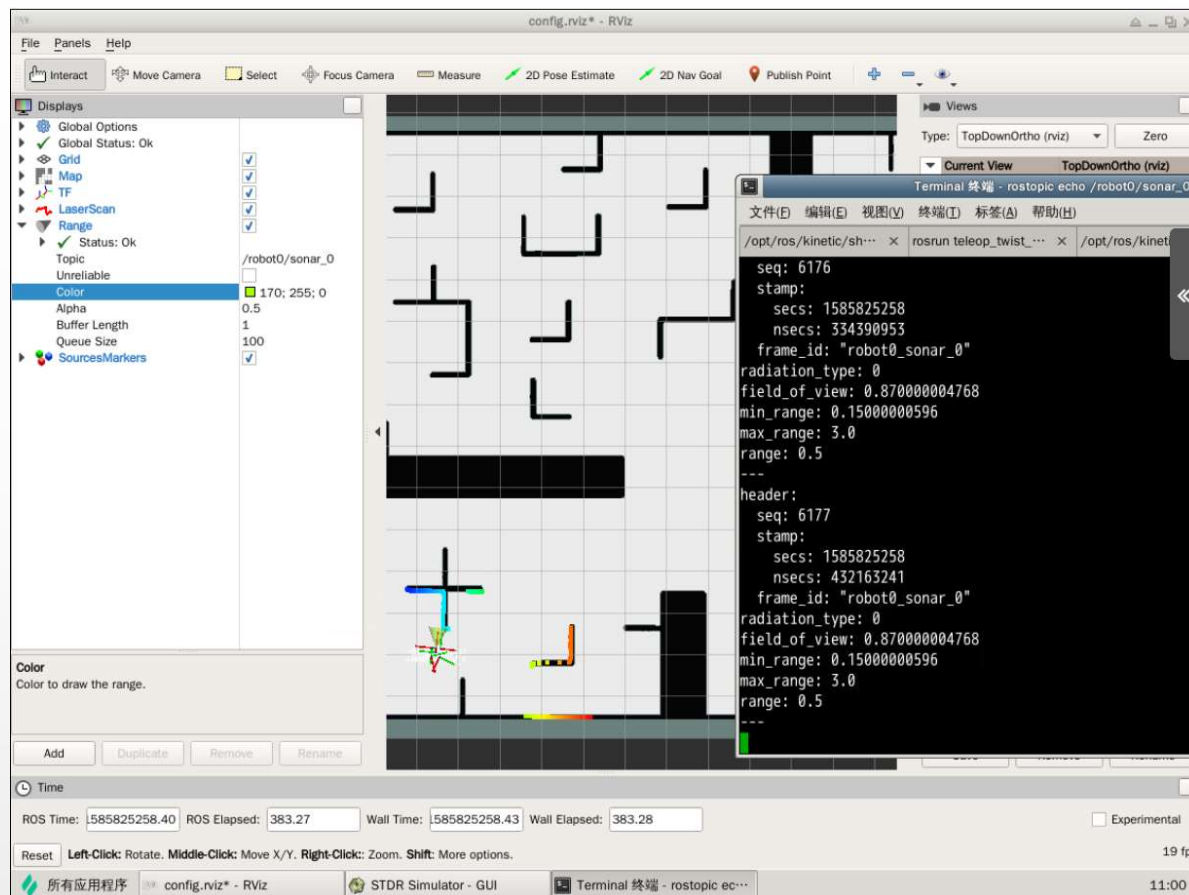 config.rviz* - RViz
File Panels Help
Interact Move Camera Select Focus Camera Measure 2D Pose Estimate 2D Nav Goal Publish Point
Displays
Global Options
Global Status: Ok
Grid
Map
TF
LaserScan
Range
Status: Ok
Topic /robot0/sonar_0
Unreliable
Color 170; 255; 0
Alpha 0.5
Buffer Length 1
Queue Size 100
SourcesMarkers
Color
Color to draw the range.
Add Duplicate Remove Rename
Views
Type: TopDownOrtho (rviz) Zero
Current View TopDownOrtho (rviz)
Terminal 终端 - rostopic echo /robot0/sonar_0
文件(F) 编辑(E) 视图(V) 终端(T) 标签(A) 帮助(H)
/opt/ros/kinetic/sh··· × rosrun teleop_twist_··· × /opt/ros/kineti
seq: 6176
stamp:
secs: 1585825258
nsecs: 334390953
frame_id: "robot0_sonar_0"
radiation_type: 0
field_of_view: 0.870000004768
min_range: 0.15000000596
max_range: 3.0
range: 0.5
---
header:
seq: 6177
stamp:
secs: 1585825258
nsecs: 432163241
frame_id: "robot0_sonar_0"
radiation_type: 0
field_of_view: 0.870000004768
min_range: 0.15000000596
max_range: 3.0
range: 0.5
---
Time
ROS Time: 1585825258.40 ROS Elapsed: 383.27 Wall Time: 1585825258.43 Wall Elapsed: 383.28 Experimental
Reset Left-Click: Rotate. Middle-Click: Move X/Y. Right-Click:: Zoom. Shift: More options. 19 fp
所有应用程序 config.rviz* - RViz STDR Simulator - GUI Terminal 终端 - rostopic ec··· 11:00